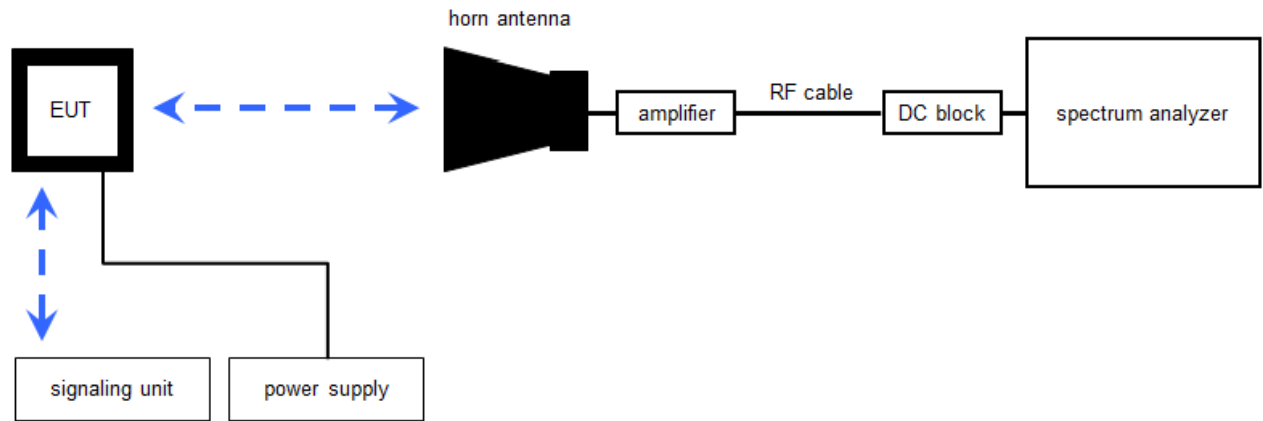 horn antenna
EUT
amplifier
RF cable
DC block
spectrum analyzer
signaling unit
power supply